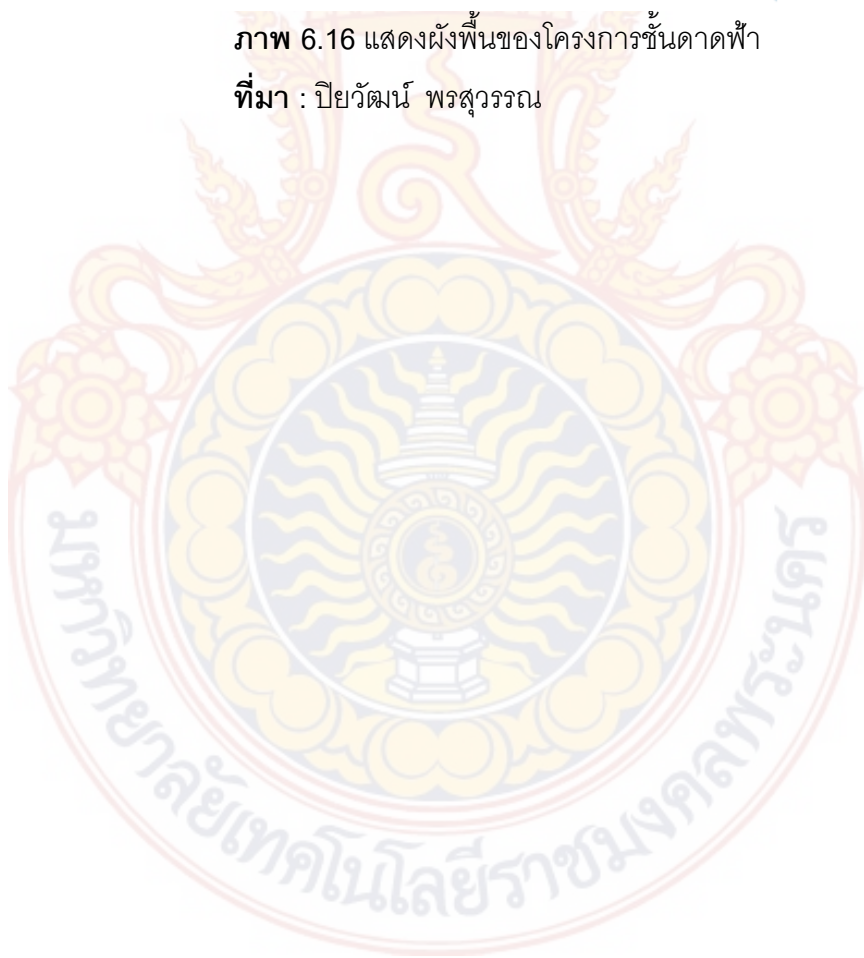 ภาพ 6.16 แสดงผังพื้นของโครงการชั้นดาดฟ้า
ที่มา : ปิยวัฒน์ พรสุวรรณ
มหาวิทยาลัยเทคโนโลยีราชมงคลพระนคร